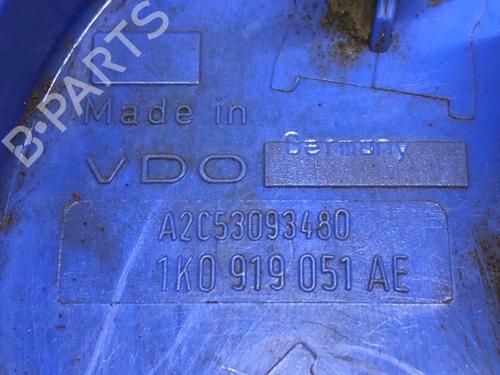 B-PARTS
Made in
Germany
VDO
A2C53093480
1K0 919 051 AE